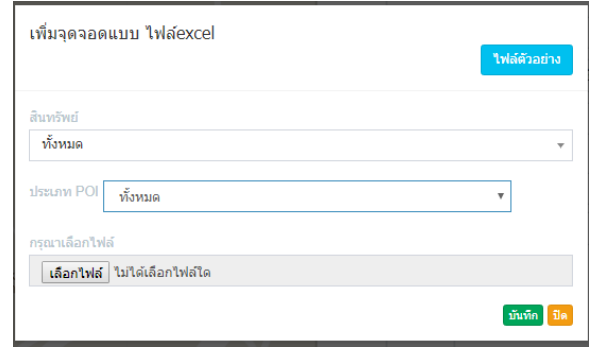 เพิ่มจุดจอดแบบ ไฟล์excel
ไฟล์ตัวอย่าง
สินทรัพย์
ทั้งหมด
ประเภท POI ทั้งหมด
กรุณาเลือกไฟล์
เลือกไฟล์ ไม่ได้เลือกไฟล์ใด
บันทึก ปิด